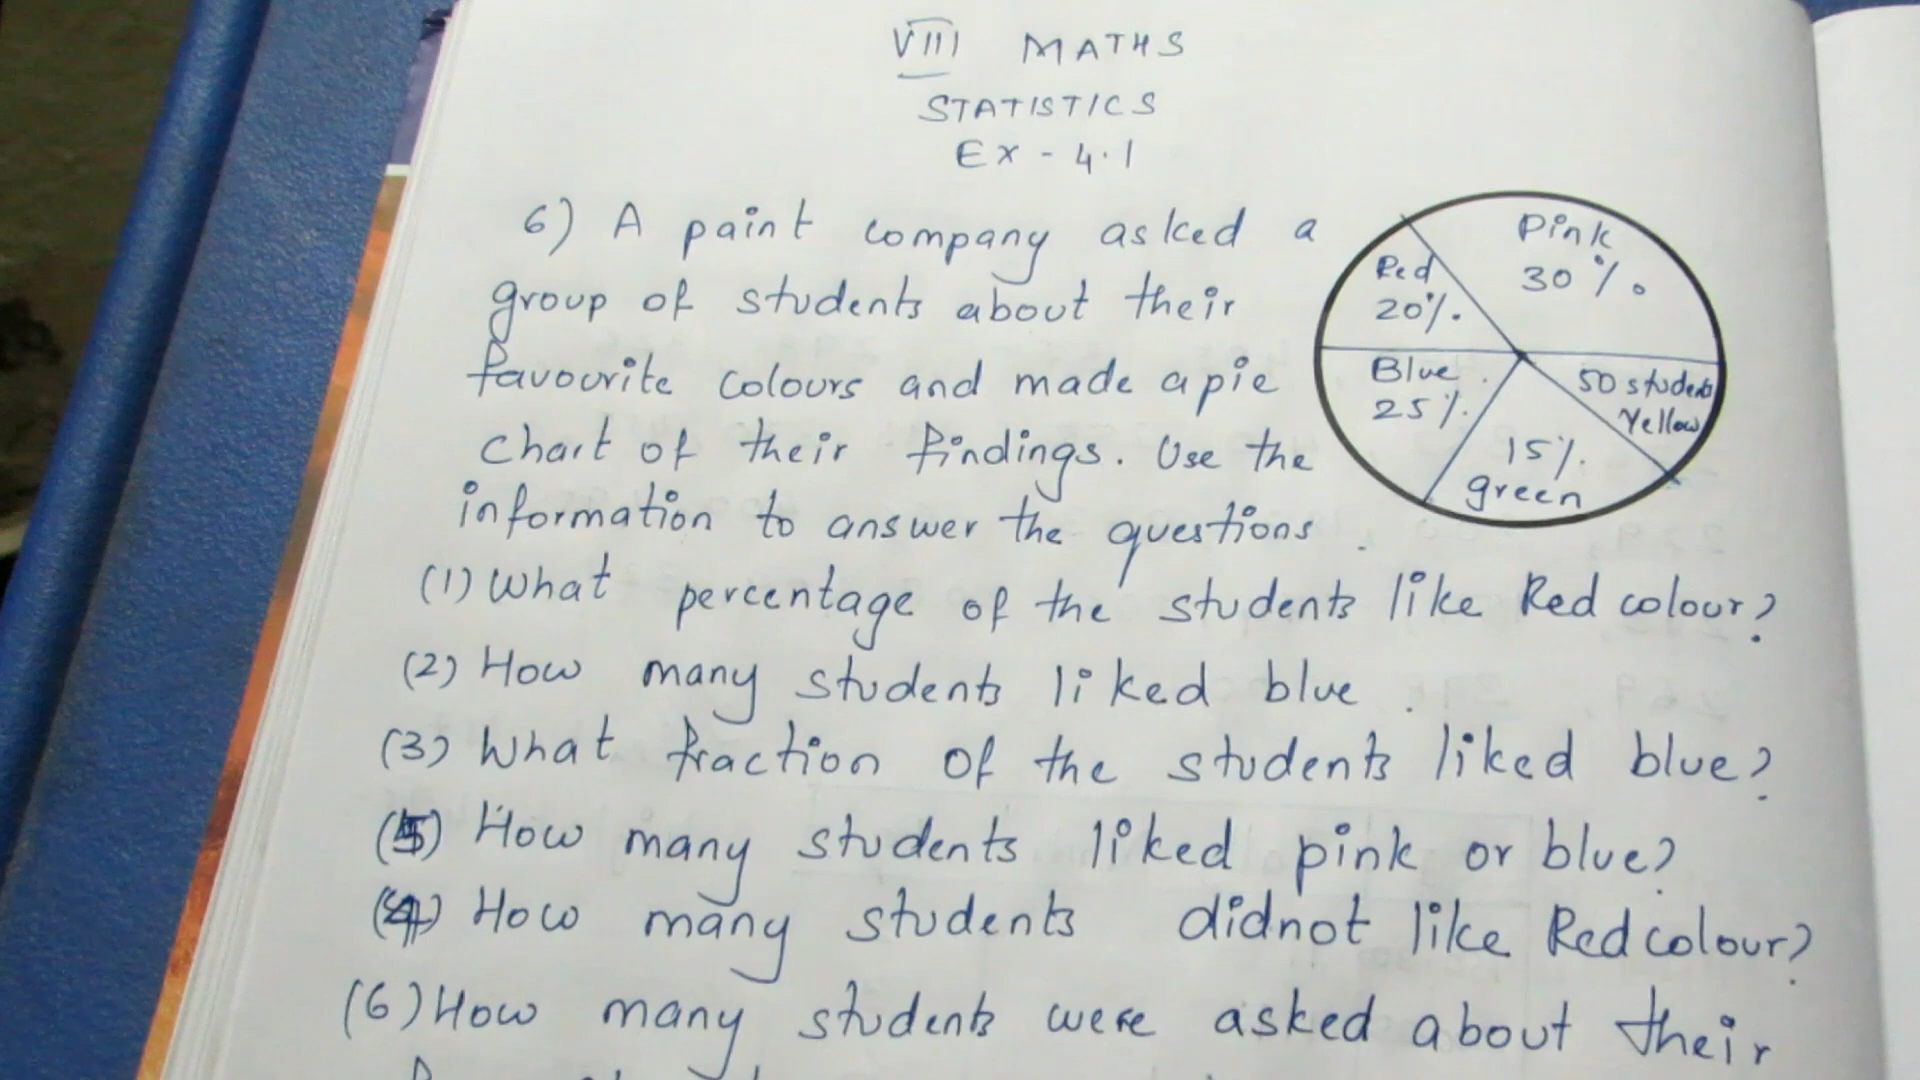 VIII MATHS
STATISTICS
Ex - 4.1
6) A paint company asked a
group of students about their
favourite colours and made a pie
chart of their findings. Use the
information to answer the questions.
Pink
30%
Red
20%
Blue
25%
50 students
Yellow
15%
green
(1) What percentage of the students like Red colour?
(2) How many students liked blue.
(3) What fraction of the students liked blue?
(5) How many students liked pink or blue?
(4) How many students didnot like Red colour?
(6) How many students were asked about their